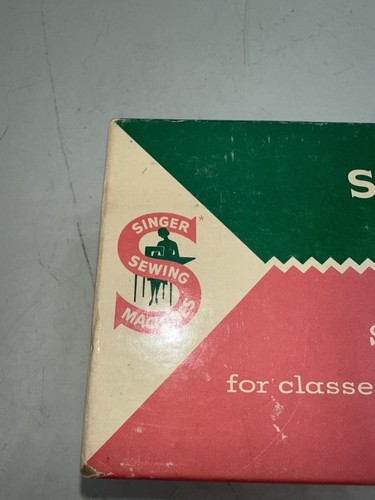 SINGER *
SEWING
MACHINES
S
S
for classe